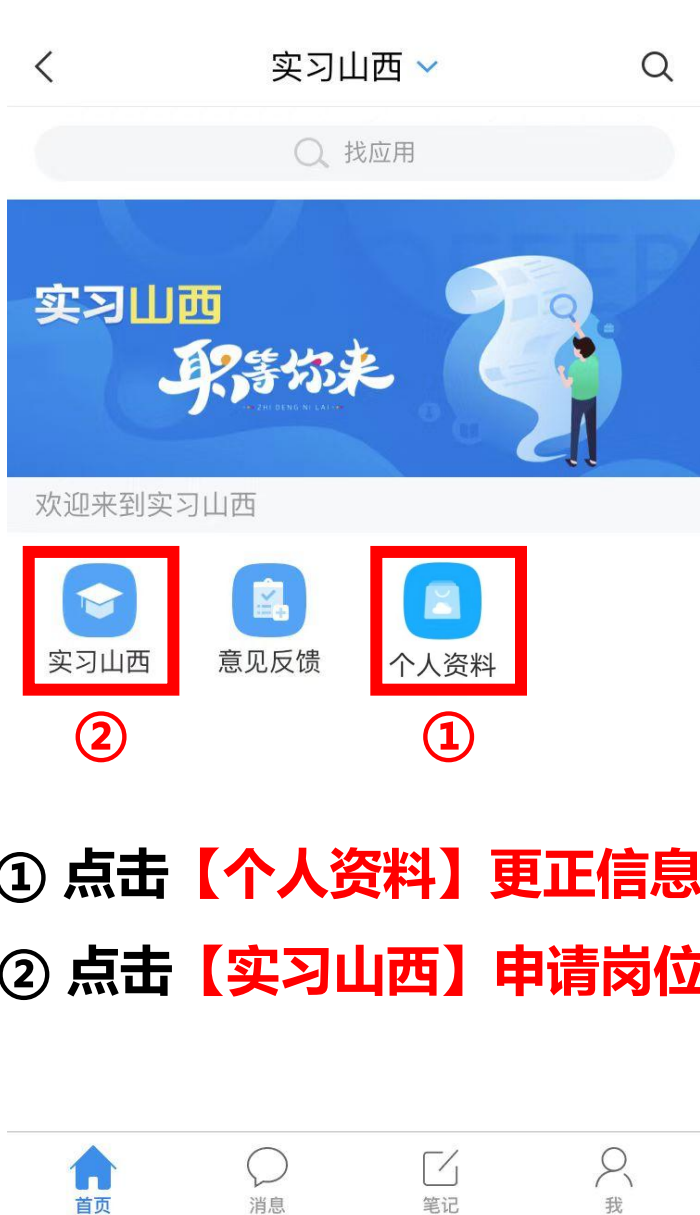 实习山西
找应用
实习山西
职等你来
ZHI DENG NI LAI
欢迎来到实习山西
实习山西 意见反馈 个人资料
② ①
① 点击【个人资料】更正信息
② 点击【实习山西】申请岗位
首页 消息 笔记 我